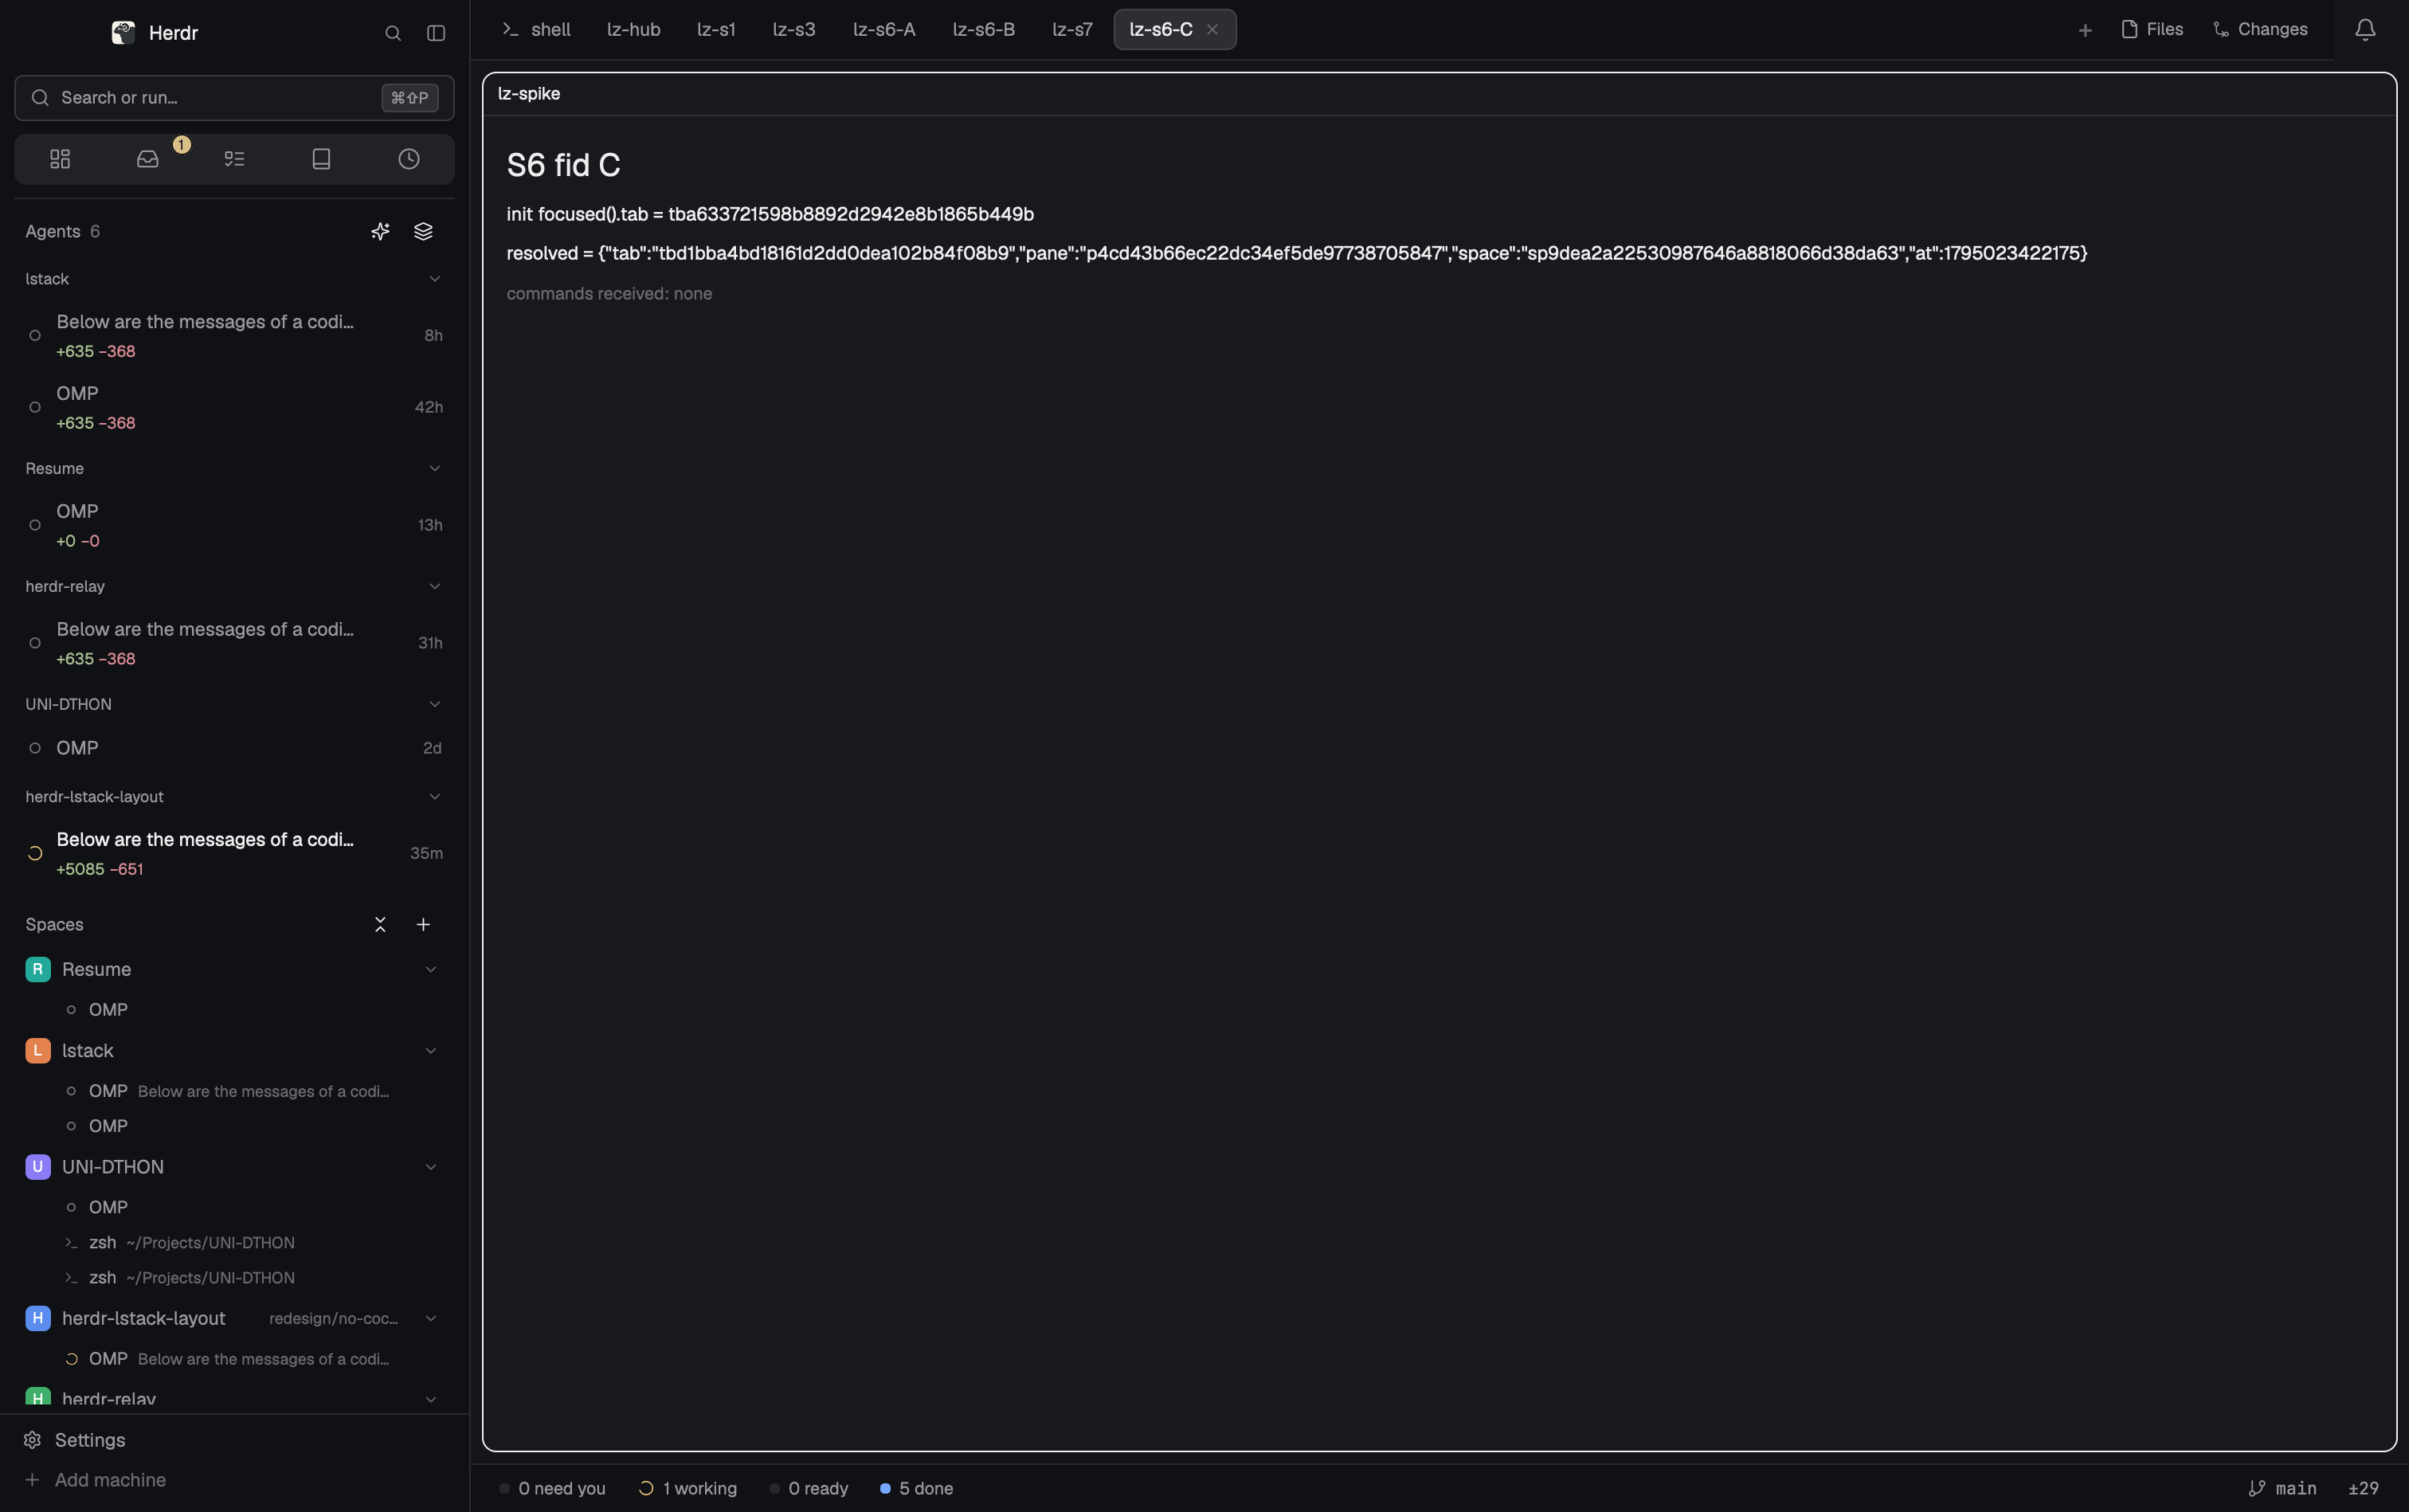 Herdr
Search or run...
⌘⇧P
1
Agents 6
lstack
Below are the messages of a codi...
8h
+635 −368
OMP
42h
+635 −368
Resume
OMP
13h
+0 −0
herdr-relay
Below are the messages of a codi...
31h
+635 −368
UNI-DTHON
OMP
2d
herdr-lstack-layout
Below are the messages of a codi...
35m
+5085 −651
Spaces
R Resume
OMP
L lstack
OMP Below are the messages of a codi...
OMP
U UNI-DTHON
OMP
zsh ~/Projects/UNI-DTHON
zsh ~/Projects/UNI-DTHON
H herdr-lstack-layout redesign/no-coc...
OMP Below are the messages of a codi...
H herdr-relay
Settings
Add machine
shell lz-hub lz-s1 lz-s3 lz-s6-A lz-s6-B lz-s7 lz-s6-C
Files Changes
lz-spike
S6 fid C
init focused().tab = tba633721598b8892d2942e8b1865b449b
resolved = {"tab":"tbd1bba4bd18161d2dd0dea102b84f08b9","pane":"p4cd43b66ec22dc34ef5de97738705847","space":"sp9dea2a22530987646a8818066d38da63","at":1795023422175}
commands received: none
0 need you 1 working 0 ready 5 done
main ±29